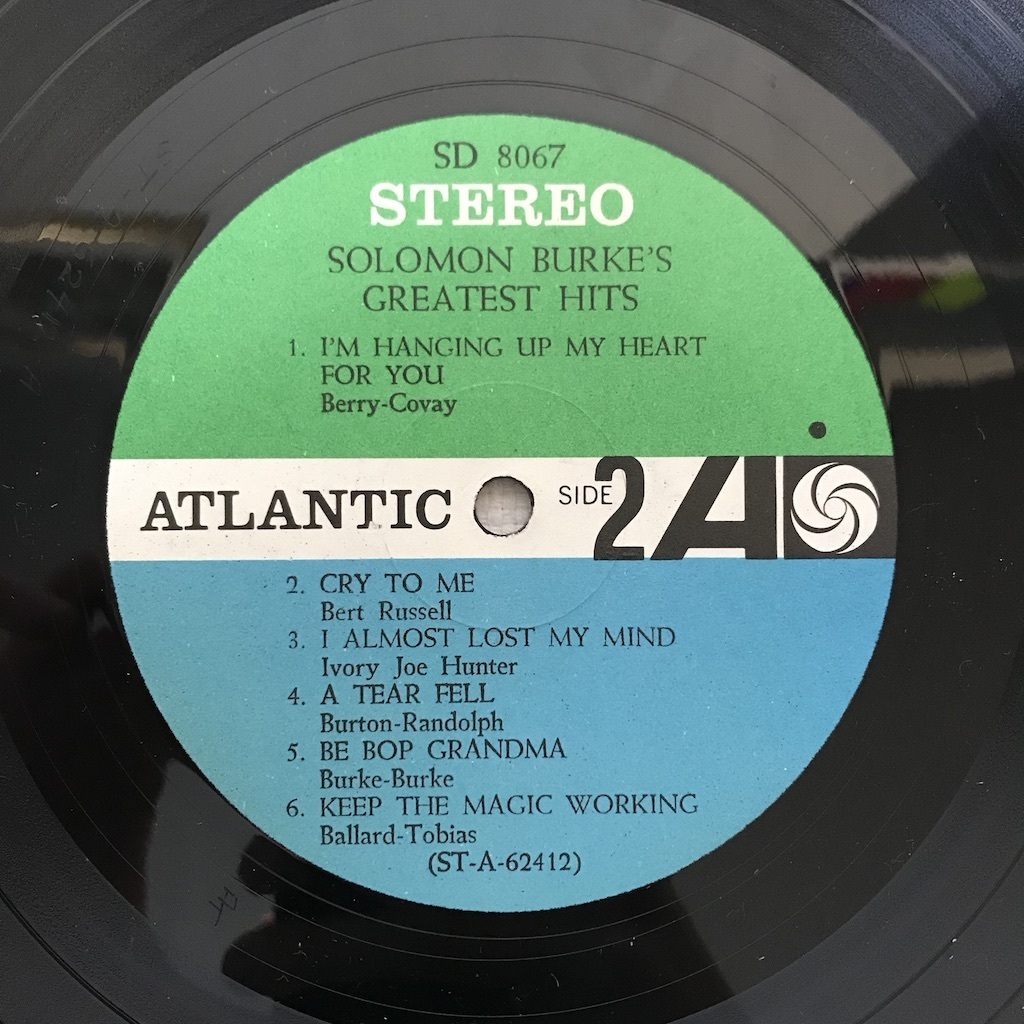 SD 8067
STEREO
SOLOMON BURKE'S
GREATEST HITS
1. I'M HANGING UP MY HEART
FOR YOU
Berry-Covay
ATLANTIC SIDE 2 A
2. CRY TO ME
Bert Russell
3. I ALMOST LOST MY MIND
Ivory Joe Hunter
4. A TEAR FELL
Burton-Randolph
5. BE BOP GRANDMA
Burke-Burke
6. KEEP THE MAGIC WORKING
Ballard-Tobias
(ST-A-62412)